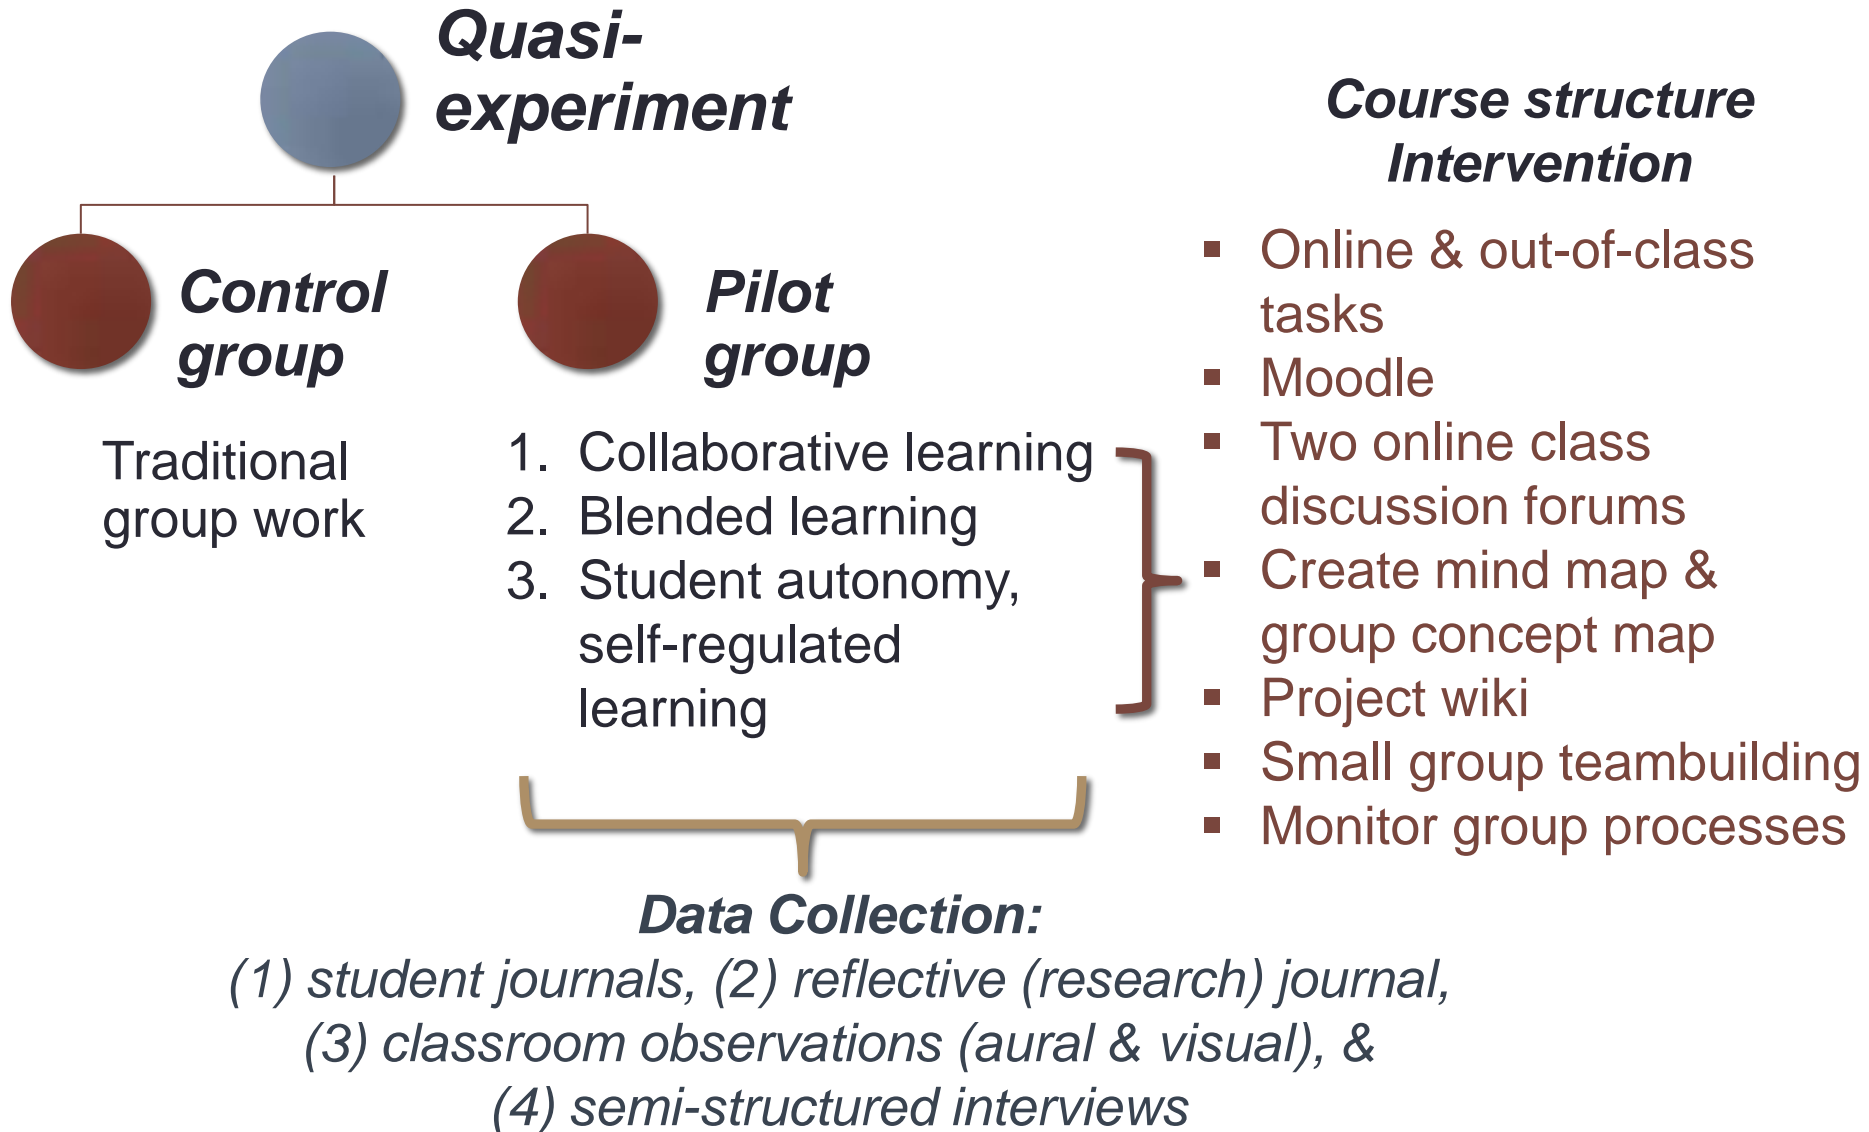 Quasi-
experiment
Control
group
Traditional
group work
Pilot
group
1. Collaborative learning
2. Blended learning
3. Student autonomy,
self-regulated
learning
Course structure
Intervention
▪ Online & out-of-class
tasks
▪ Moodle
▪ Two online class
discussion forums
▪ Create mind map &
group concept map
▪ Project wiki
▪ Small group teambuilding
▪ Monitor group processes
Data Collection:
(1) student journals, (2) reflective (research) journal,
(3) classroom observations (aural & visual), &
(4) semi-structured interviews